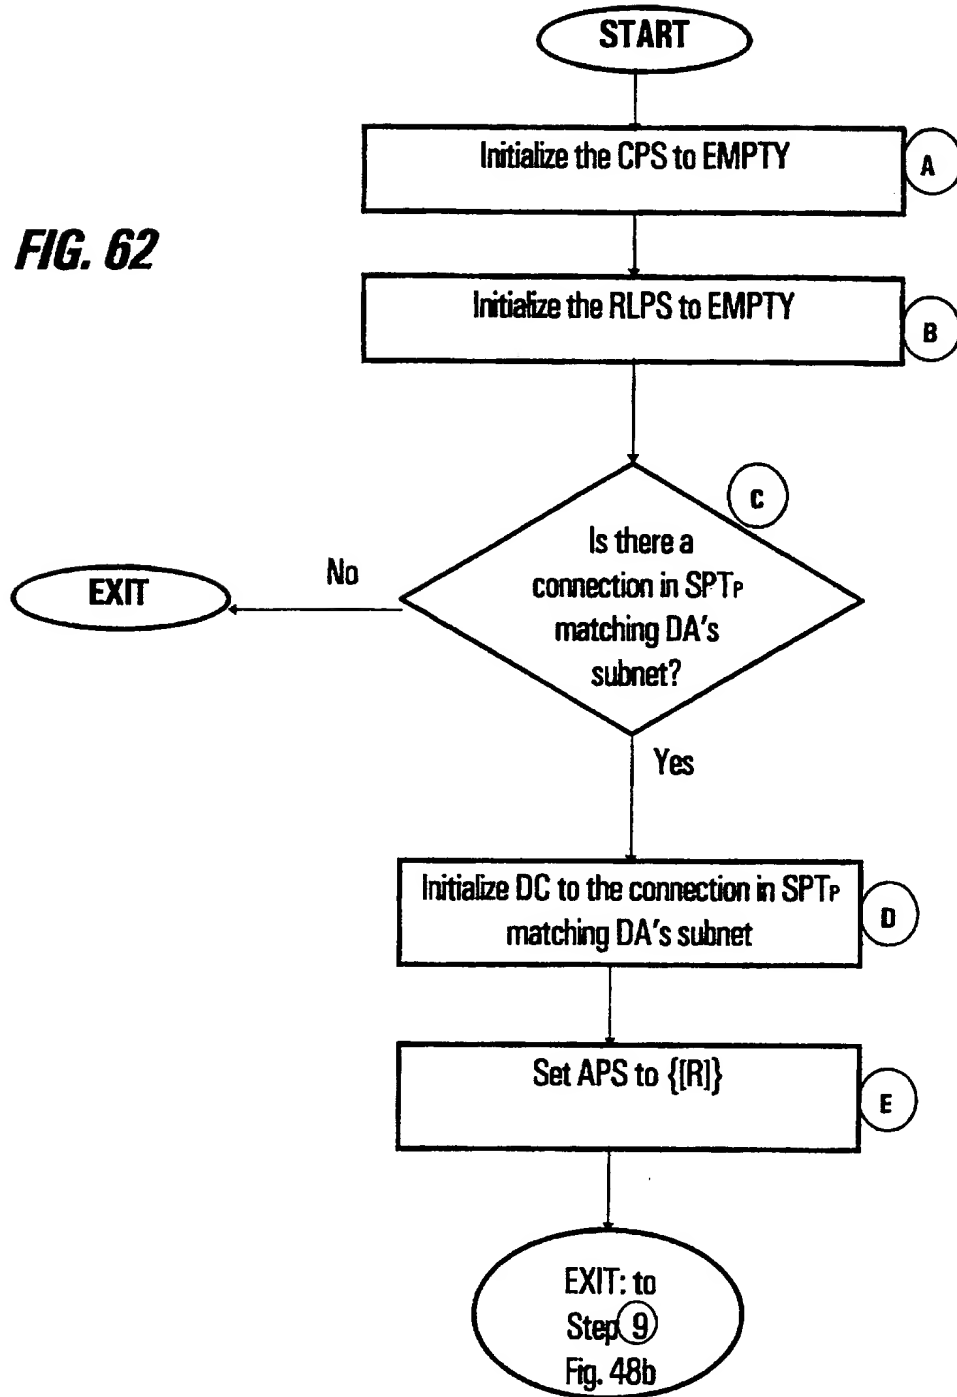 START
Initialize the CPS to EMPTY
A
FIG. 62
Initialize the RLPS to EMPTY
B
C
Is there a
connection in SPTP
matching DA's
subnet?
No
EXIT
Yes
Initialize DC to the connection in SPTP
matching DA's subnet
D
Set APS to {[R]}
E
EXIT: to
Step 9
Fig. 48b